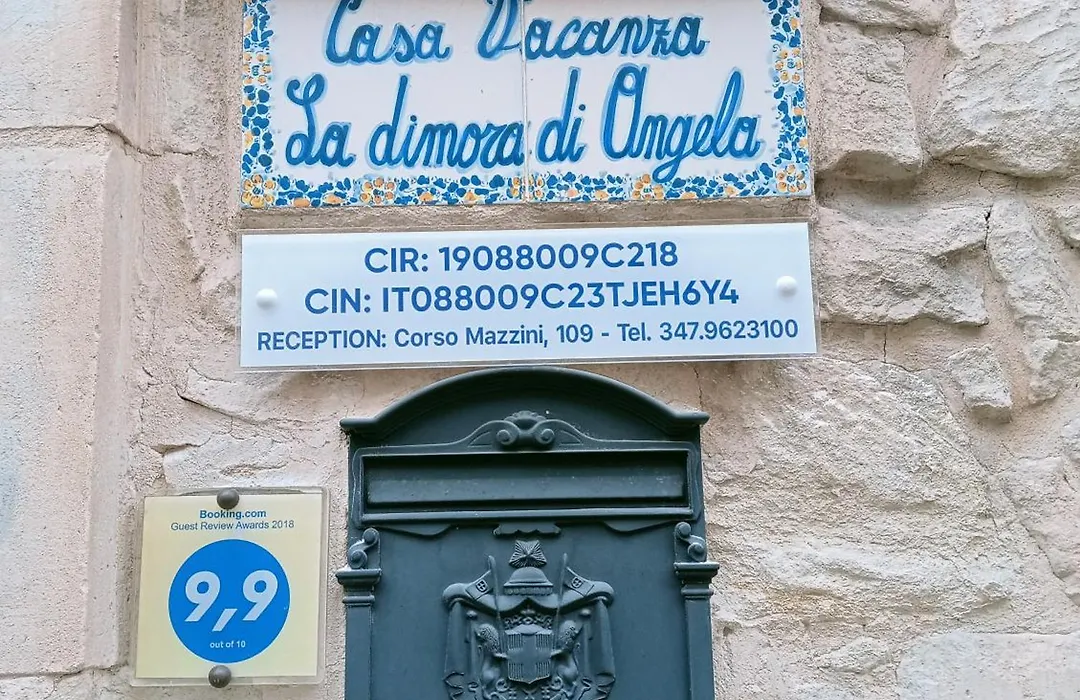 Casa Vacanza
La dimora di Angela
CIR: 19088009C218
CIN: IT088009C23TJEH6Y4
RECEPTION: Corso Mazzini, 109 - Tel. 347.9623100
Booking.com
Guest Review Awards 2018
9,9
out of 10